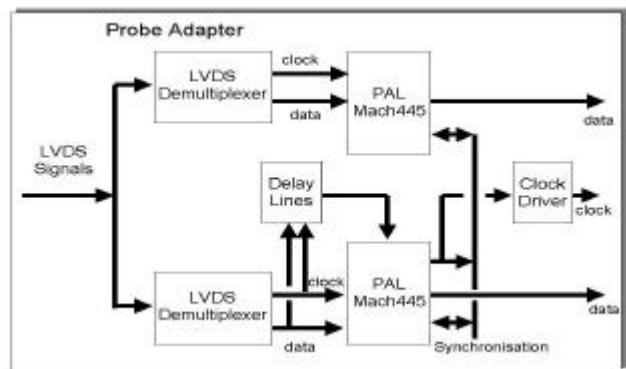 Probe Adapter
LVDS
Demultiplexer
clock
data
PAL
Mach445
data
LVDS
Signals
Delay
Lines
Clock
Driver
clock
LVDS
Demultiplexer
clock
data
PAL
Mach445
data
Synchronisation